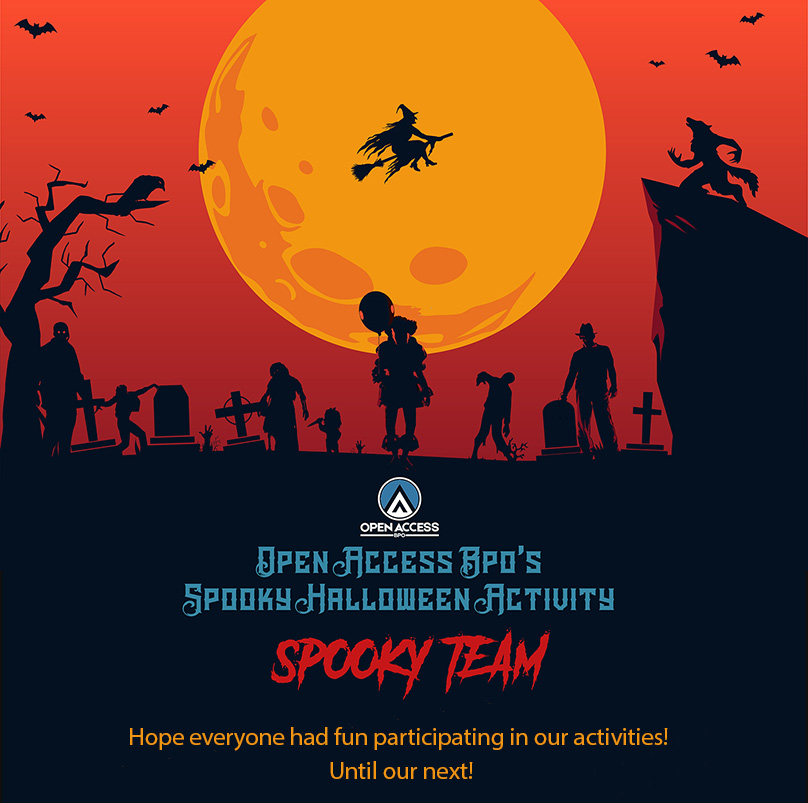 OPEN ACCESS
BPO
Open Access Bpo's
Spooky Halloween Activity
SPOOKY TEAM
Hope everyone had fun participating in our activities!
Until our next!